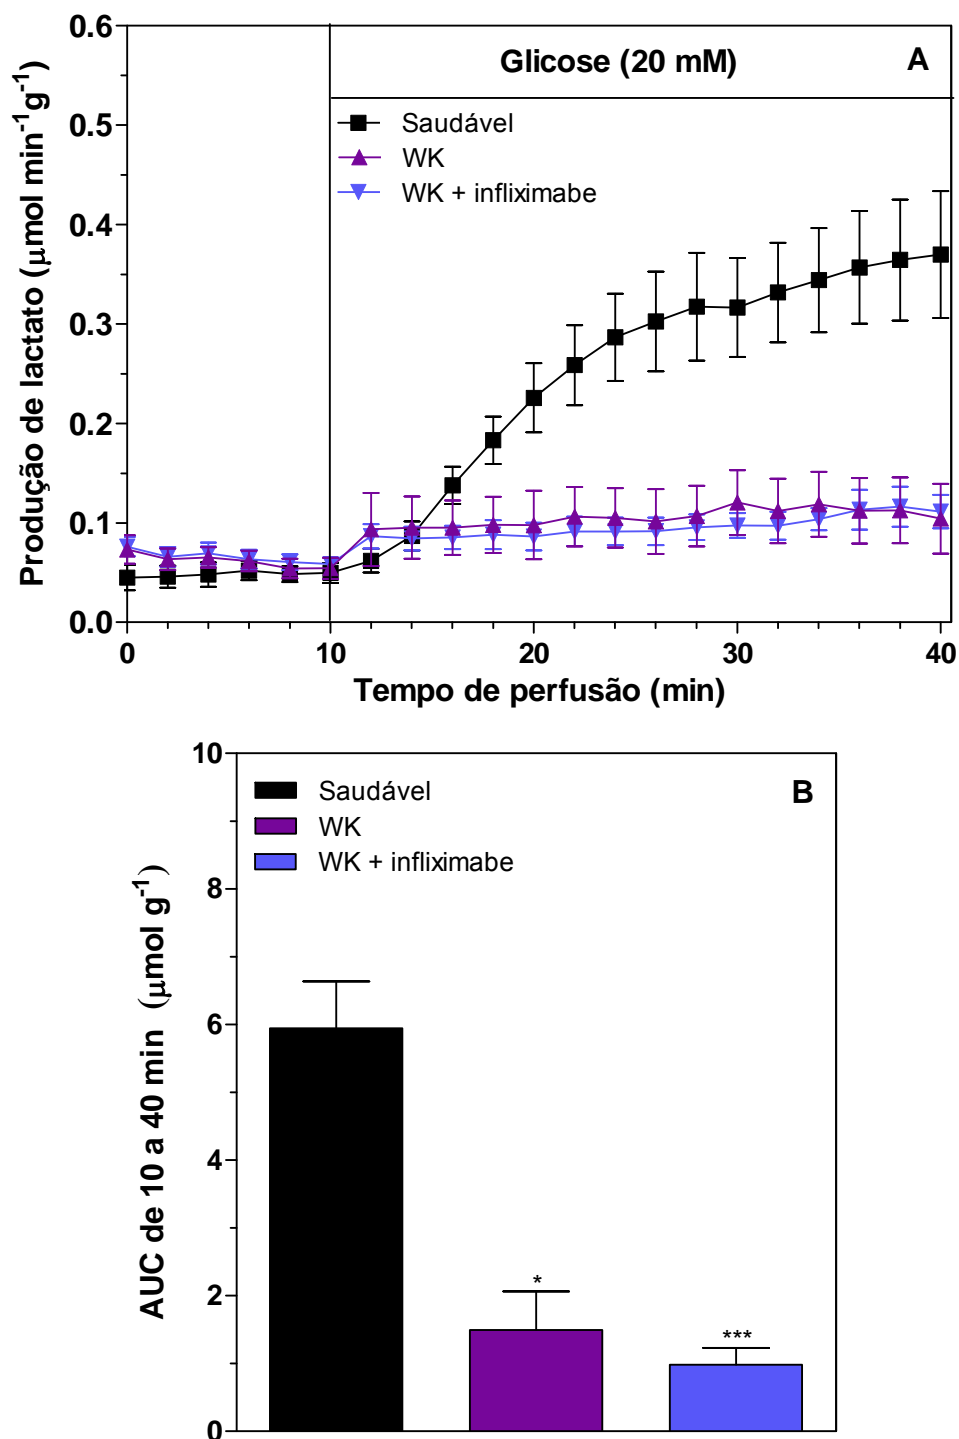 0.6
0.5
0.4
0.3
0.2
0.1
0.0
Produção de lactato (μmol min⁻¹g⁻¹)
Glicose (20 mM)
A
Saudável
WK
WK + infliximabe
0 10 20 30 40
Tempo de perfusão (min)
10
8
6
4
2
0
AUC de 10 a 40 min (μmol g⁻¹)
Saudável
WK
WK + infliximabe
B
*
***